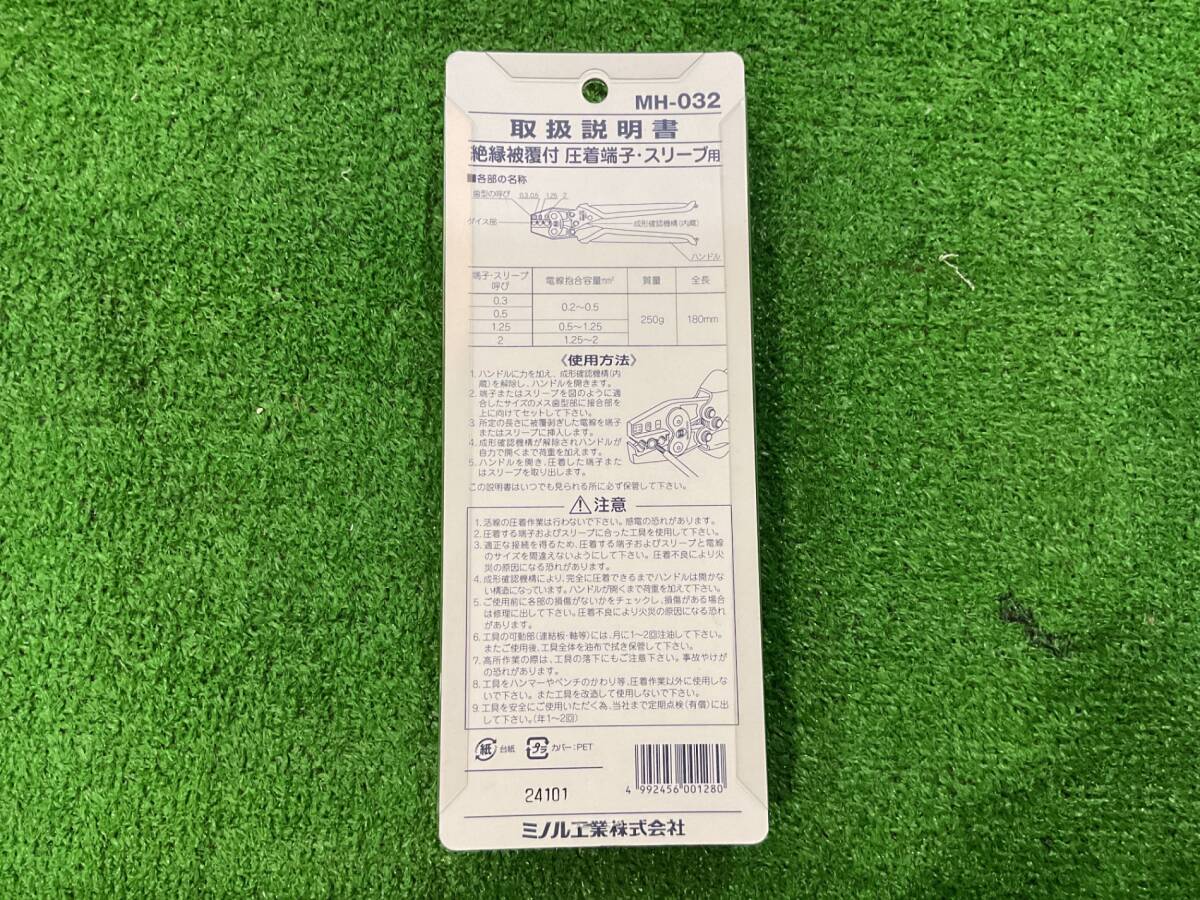 MH-032
取扱説明書
絶縁被覆付 圧着端子・スリーブ用
■各部の名称
歯型の呼び 0.3 0.5 1.25 2
ダイス部
成形確認機構(内蔵)
ハンドル
端子・スリーブ呼び 電線抱合容量mm² 質量 全長
0.3
0.5
0.2～0.5
1.25 0.5～1.25
2 1.25～2
250g 180mm
《使用方法》
1. ハンドルに力を加え、成形確認機構(内
蔵)を解除し、ハンドルを開きます。
2. 端子またはスリーブを図のように適
合したサイズのメス歯型部に接合部を
上に向けてセットして下さい。
3. 所定の長さに被覆剥ぎした電線を端子
またはスリーブに挿入します。
4. 成形確認機構が解除されハンドルが
自力で開くまで荷重を加えます。
5. ハンドルを開き、圧着した端子また
はスリーブを取り出します。
この説明書はいつでも見られる所に必ず保管して下さい。
注意
1. 活線の圧着作業は行わないで下さい。感電の恐れがあります。
2. 圧着する端子およびスリーブに合った工具を使用して下さい。
3. 適正な接続を得るため、圧着する端子およびスリーブと電線
のサイズを間違えないようにして下さい。圧着不良により火
災の原因になる恐れがあります。
4. 成形確認機構により、完全に圧着できるまでハンドルは開かな
い構造になっています。ハンドルが開くまで荷重を加えて下さい。
5. ご使用前に各部の損傷がないかをチェックし、損傷がある場合
は修理に出して下さい。圧着不良により火災の原因になる恐れ
があります。
6. 工具の可動部(連結板・軸等)には、月に1～2回注油して下さい。
またご使用後、工具全体を油布で拭き保管して下さい。
7. 高所作業の際は、工具の落下にもご注意下さい。事故やけが
の恐れがあります。
8. 工具をハンマーやペンチのかわり等、圧着作業以外に使用しな
いで下さい。また工具を改造して使用しないで下さい。
9. 工具を安全にご使用いただく為、当社まで定期点検(有償)に出
して下さい。(年1～2回)
紙 台紙 プラ カバー:PET
24101
4 992456 001280
ミノル工業株式会社